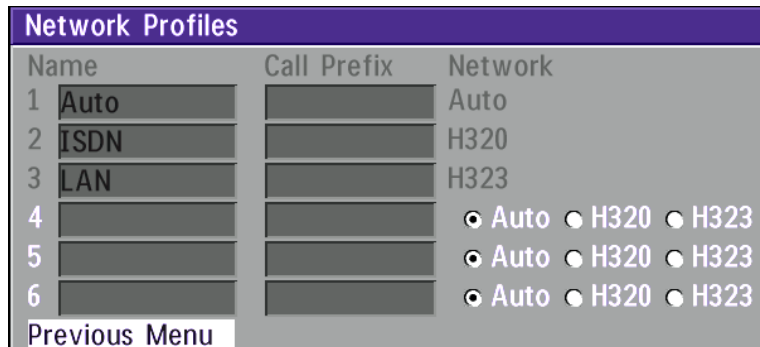 Network Profiles
Name Call Prefix Network
1 Auto Auto
2 ISDN H320
3 LAN H323
4 Auto H320 H323
5 Auto H320 H323
6 Auto H320 H323
Previous Menu